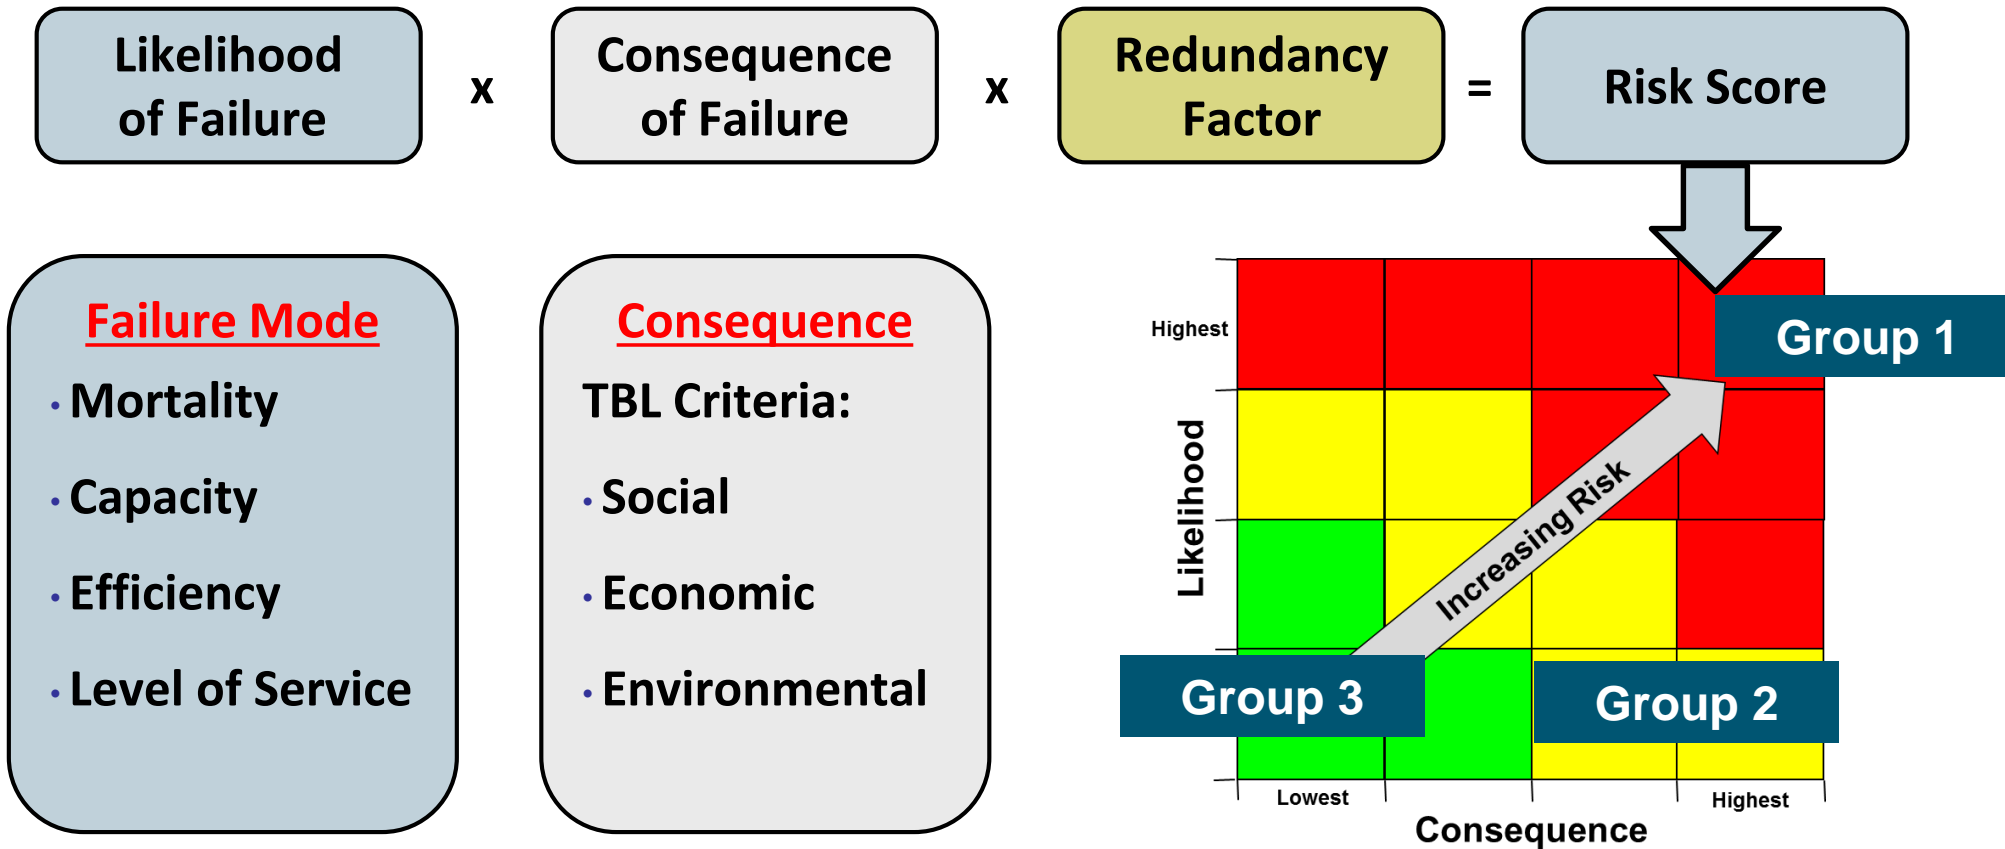 Likelihood
of Failure
x
Consequence
of Failure
x
Redundancy
Factor
=
Risk Score
Failure Mode
· Mortality
· Capacity
· Efficiency
· Level of Service
Consequence
TBL Criteria:
· Social
· Economic
· Environmental
Highest
Likelihood
Group 1
Increasing Risk
Group 3
Group 2
Lowest
Highest
Consequence